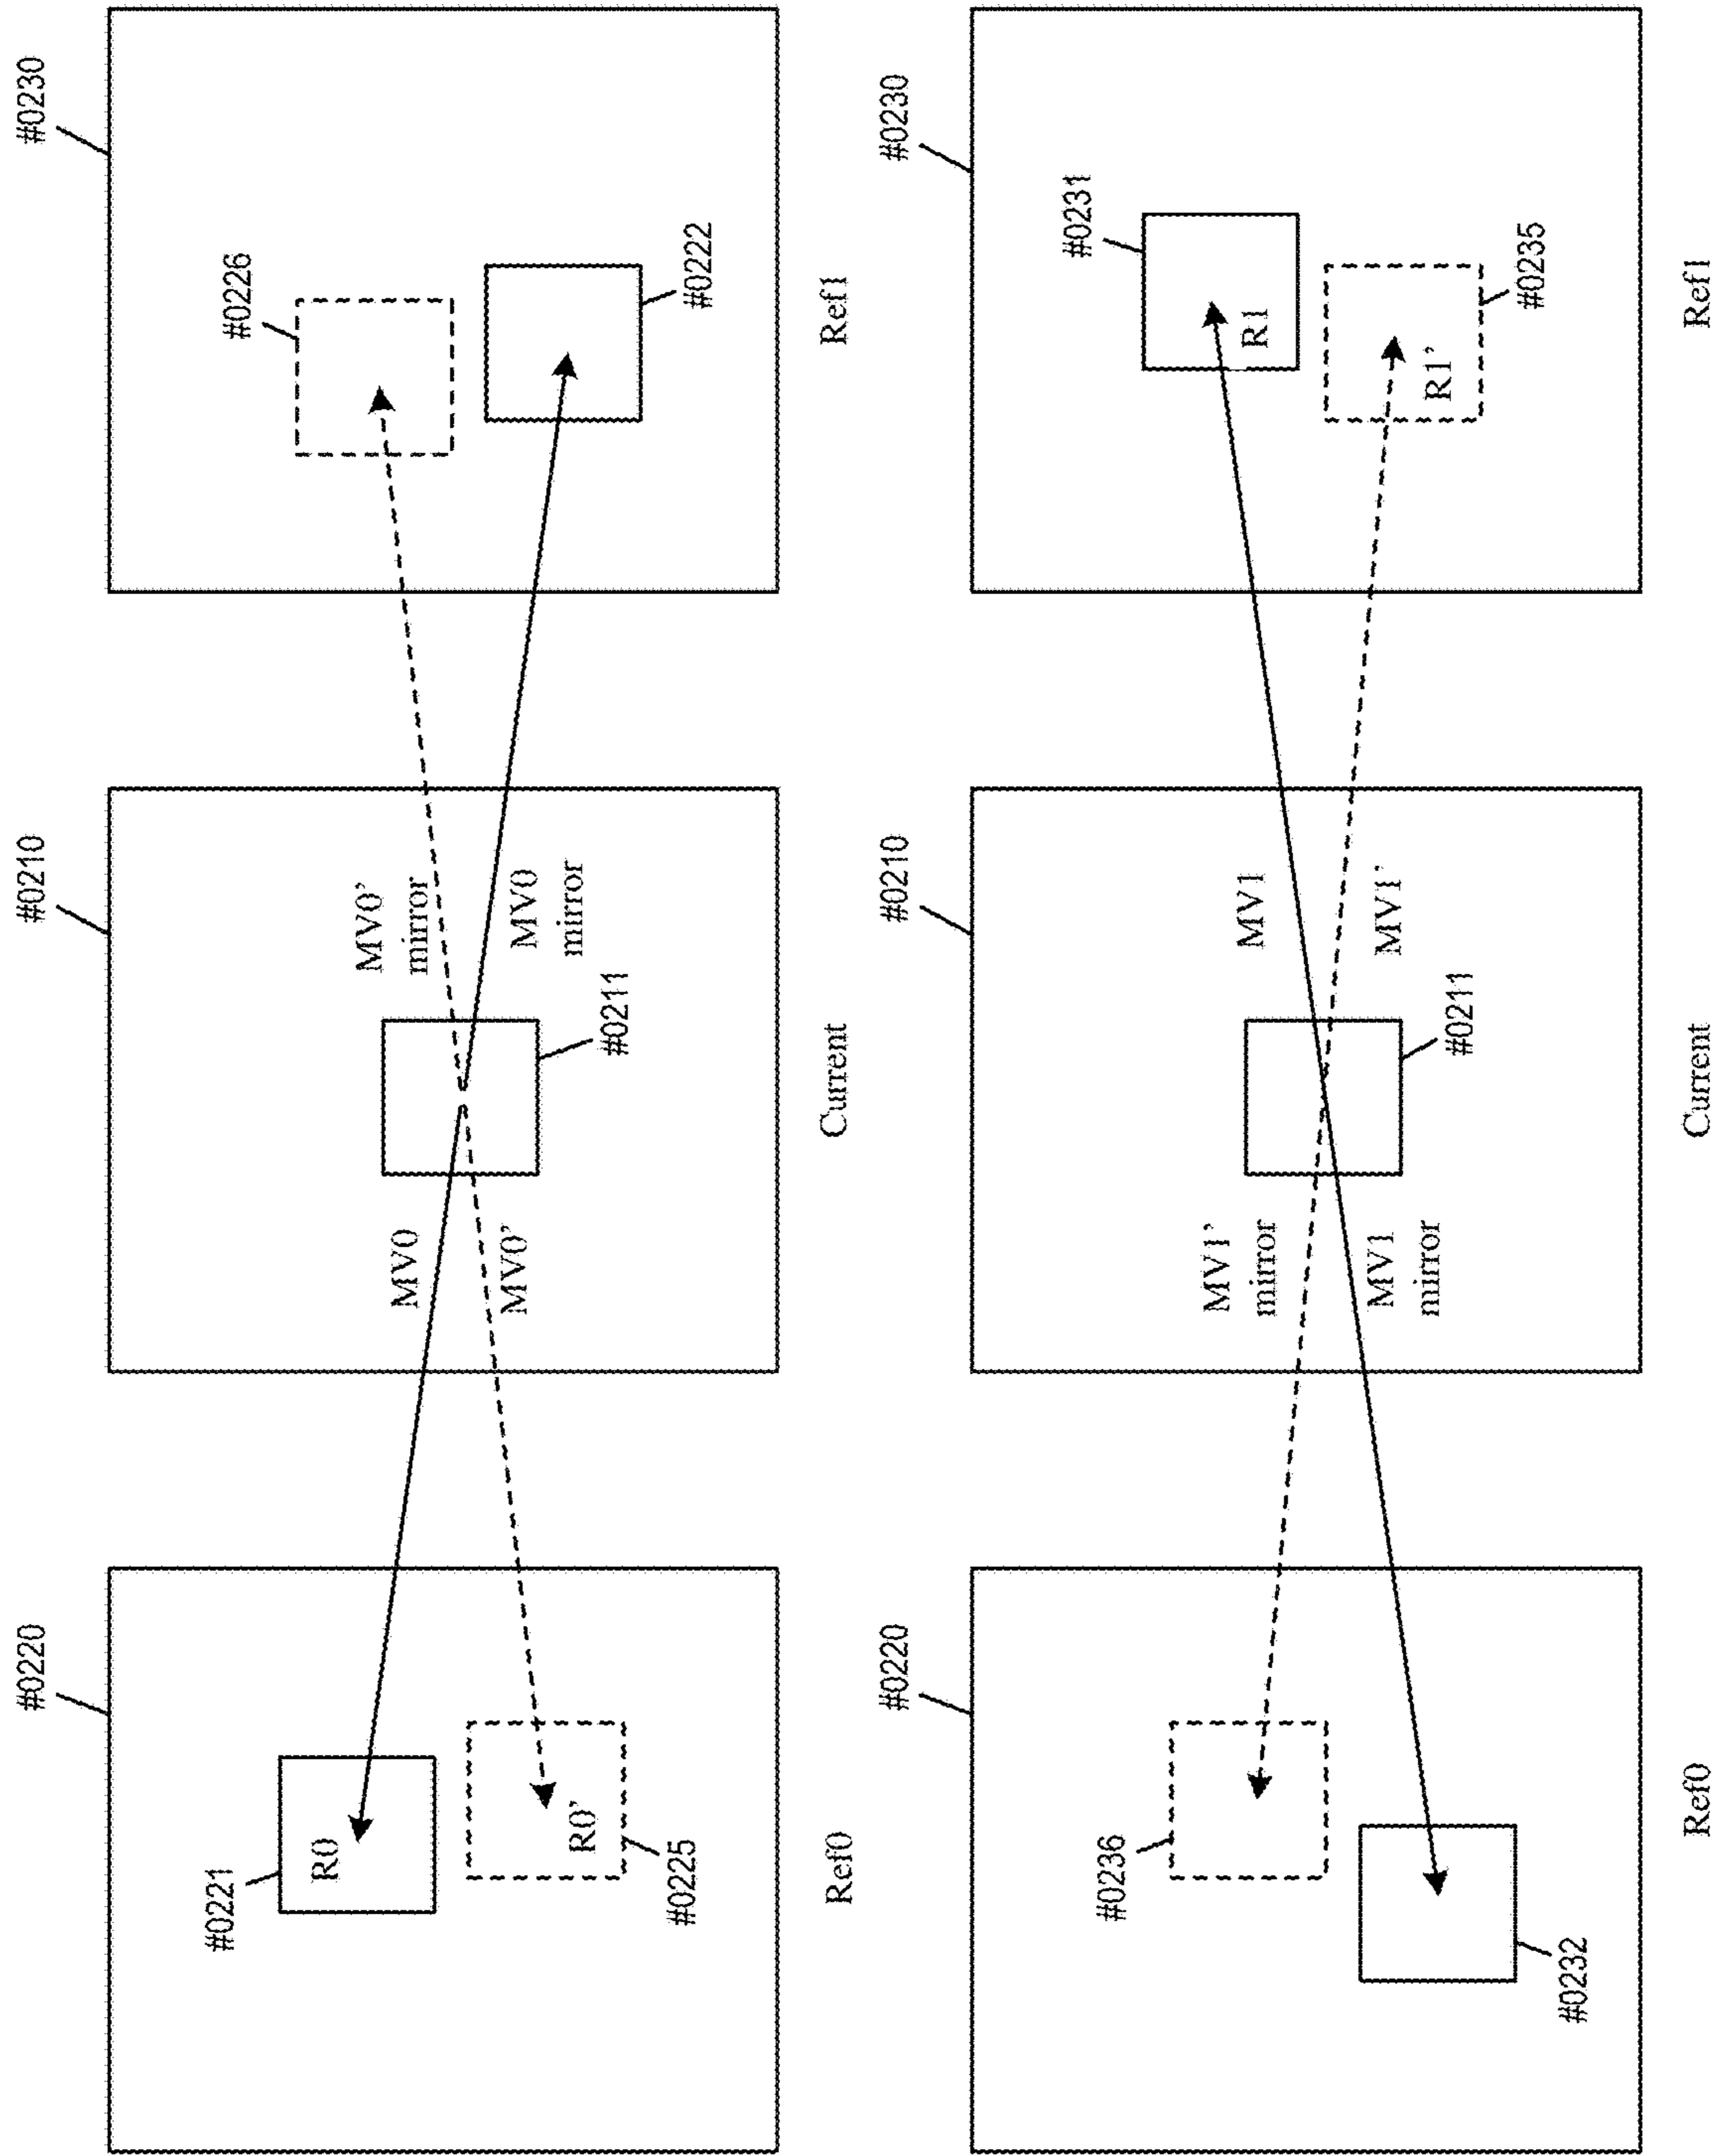 #0220
#0210
#0230
#0221
#0226
R0
MV0
MV0’
mirror
MV0’
MV0
mirror
R0’
#0211
#0225
#0222
Ref0
Current
Ref1
#0220
#0210
#0230
#0231
#0236
MV1’
mirror
MV1
R1
MV1
mirror
MV1’
R1’
#0211
#0235
#0232
Ref0
Current
Ref1